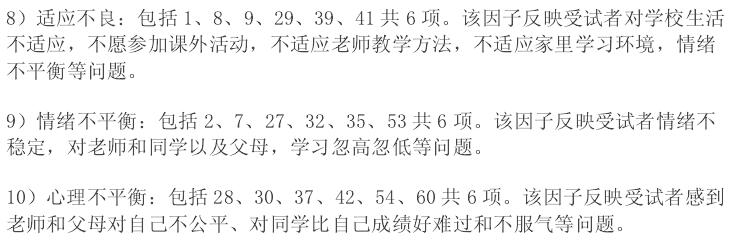 8）适应不良：包括 1、8、9、29、39、41 共 6 项。该因子反映受试者对学校生活
不适应，不愿参加课外活动，不适应老师教学方法，不适应家里学习环境，情绪
不平衡等问题。
9）情绪不平衡：包括 2、7、27、32、35、53 共 6 项。该因子反映受试者情绪不
稳定，对老师和同学以及父母，学习忽高忽低等问题。
10）心理不平衡：包括 28、30、37、42、54、60 共 6 项。该因子反映受试者感到
老师和父母对自己不公平、对同学比自己成绩好难过和不服气等问题。